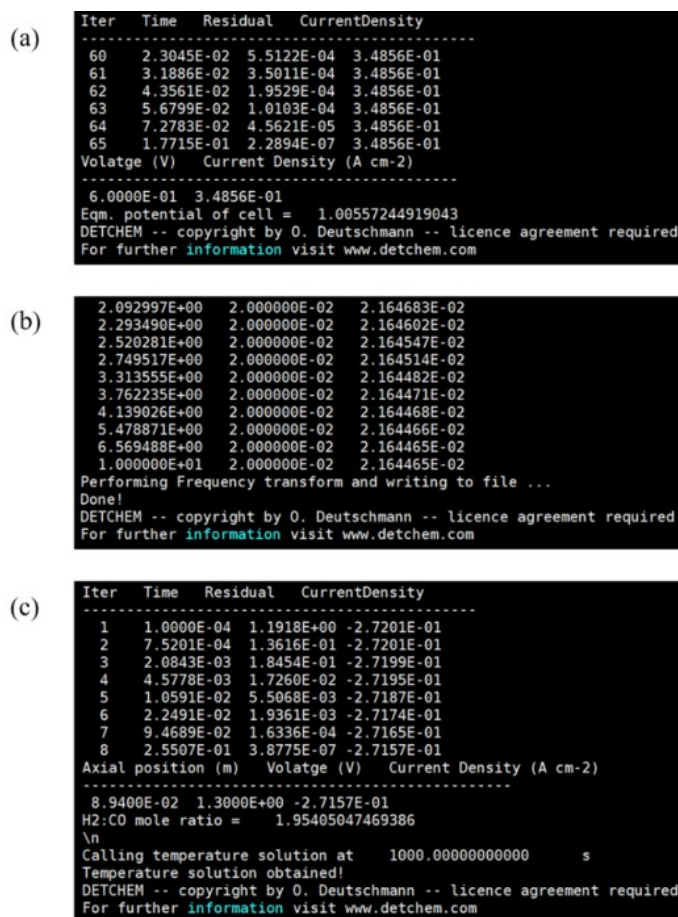 (a)
Iter Time Residual CurrentDensity
--------------------------------------------
60 2.3045E-02 5.5122E-04 3.4856E-01
61 3.1886E-02 3.5011E-04 3.4856E-01
62 4.3561E-02 1.9529E-04 3.4856E-01
63 5.6799E-02 1.0103E-04 3.4856E-01
64 7.2783E-02 4.5621E-05 3.4856E-01
65 1.7715E-01 2.2894E-07 3.4856E-01
Volatge (V) Current Density (A cm-2)
------------------------------------------
6.0000E-01 3.4856E-01
Eqm. potential of cell = 1.00557244919043
DETCHEM -- copyright by O. Deutschmann -- licence agreement required
For further information visit www.detchem.com
(b)
2.092997E+00 2.000000E-02 2.164683E-02
2.293490E+00 2.000000E-02 2.164602E-02
2.520281E+00 2.000000E-02 2.164547E-02
2.749517E+00 2.000000E-02 2.164514E-02
3.313555E+00 2.000000E-02 2.164482E-02
3.762235E+00 2.000000E-02 2.164471E-02
4.139026E+00 2.000000E-02 2.164468E-02
5.478871E+00 2.000000E-02 2.164466E-02
6.569488E+00 2.000000E-02 2.164465E-02
1.000000E+01 2.000000E-02 2.164465E-02
Performing Frequency transform and writing to file ...
Done!
DETCHEM -- copyright by O. Deutschmann -- licence agreement required
For further information visit www.detchem.com
(c)
Iter Time Residual CurrentDensity
--------------------------------------------
1 1.0000E-04 1.1918E+00 -2.7201E-01
2 7.5201E-04 1.3616E-01 -2.7201E-01
3 2.0843E-03 1.8454E-01 -2.7199E-01
4 4.5778E-03 1.7260E-02 -2.7195E-01
5 1.0591E-02 5.5068E-03 -2.7187E-01
6 2.2491E-02 1.9361E-03 -2.7174E-01
7 9.4689E-02 1.6336E-04 -2.7165E-01
8 2.5507E-01 3.8775E-07 -2.7157E-01
Axial position (m) Volatge (V) Current Density (A cm-2)
------------------------------------------------
8.9400E-02 1.3000E+00 -2.7157E-01
H2:CO mole ratio = 1.95405047469386
\n
Calling temperature solution at 1000.00000000000 s
Temperature solution obtained!
DETCHEM -- copyright by O. Deutschmann -- licence agreement required
For further information visit www.detchem.com